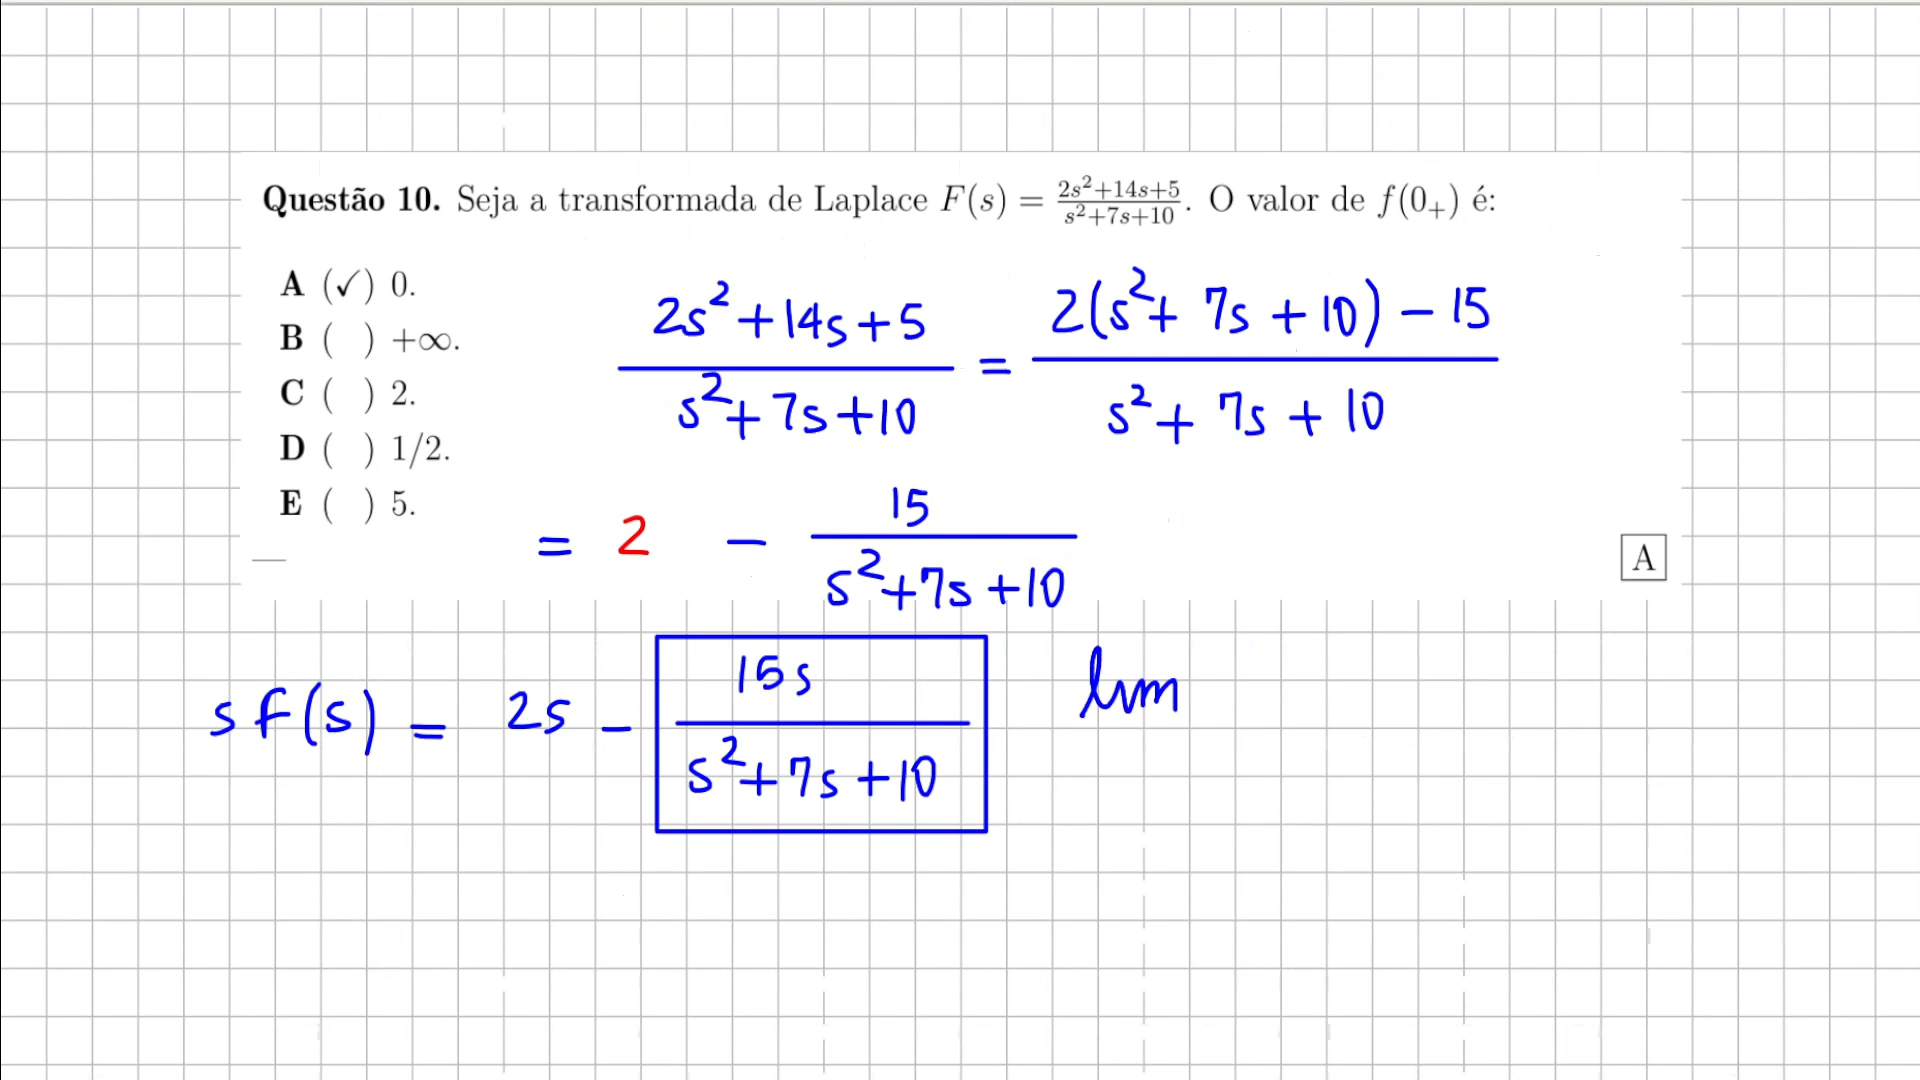 Questão 10. Seja a transformada de Laplace F(s) = (2s²+14s+5)/(s²+7s+10). O valor de f(0₊) é:
A (✓) 0.
B ( ) +∞.
C ( ) 2.
D ( ) 1/2.
E ( ) 5.
(2s²+14s+5)/(s²+7s+10) = (2(s²+7s+10)-15)/(s²+7s+10)
= 2 - 15/(s²+7s+10)
A
sF(s) = 2s - 15s/(s²+7s+10) lim